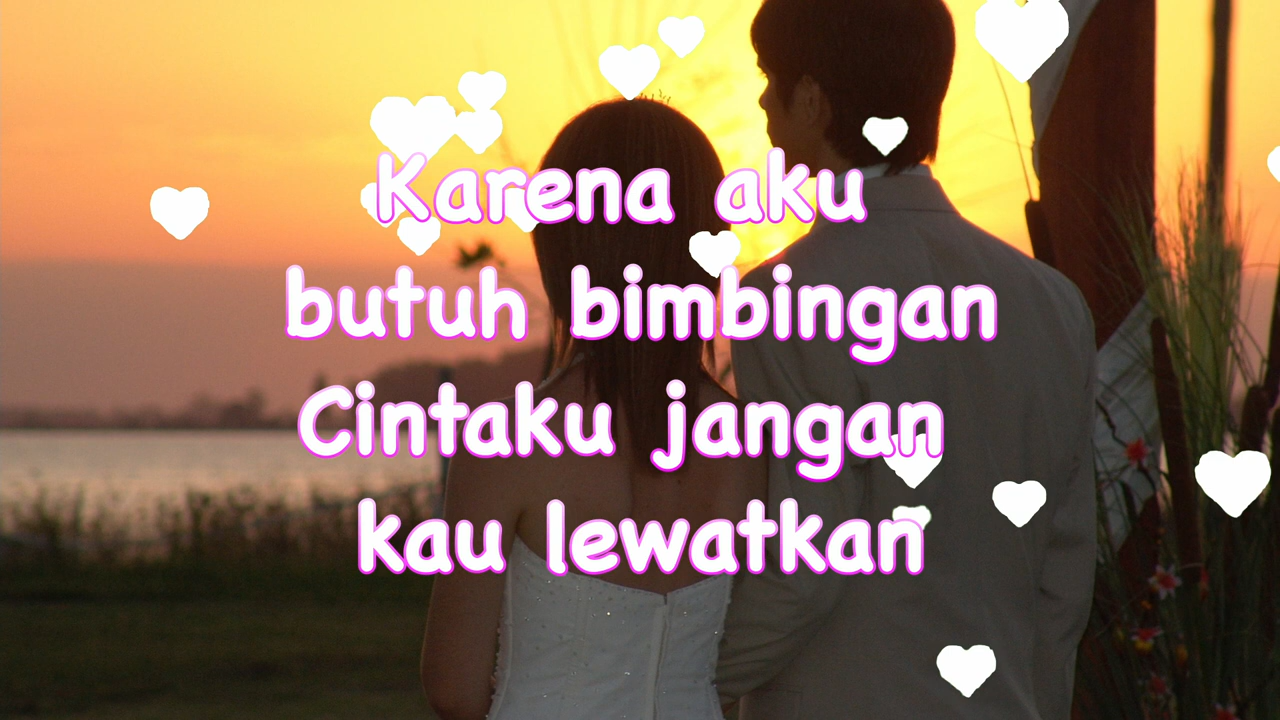 Karena aku
butuh bimbingan
Cintaku jangan
kau lewatkan